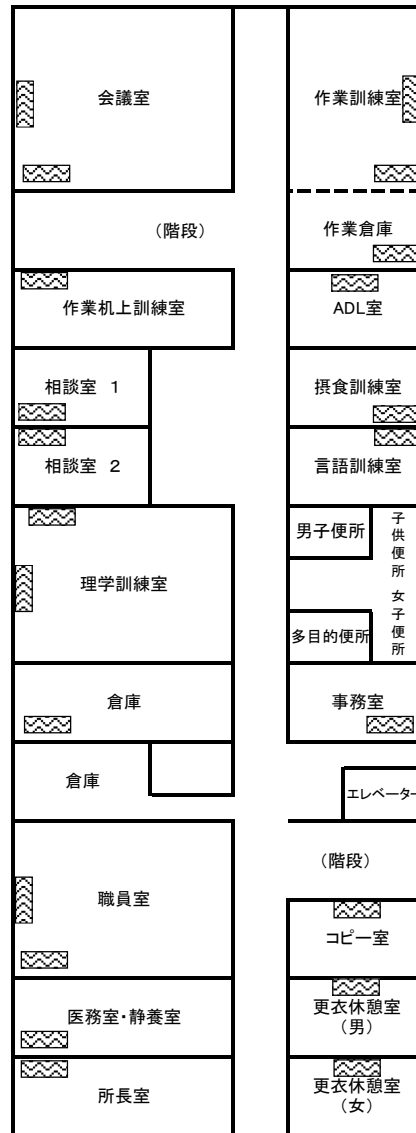 会議室
作業訓練室
（階段）
作業倉庫
作業机上訓練室
ADL室
相談室　1
摂食訓練室
相談室　2
言語訓練室
男子便所
子供便所
理学訓練室
女子便所
多目的便所
倉庫
事務室
倉庫
エレベーター
（階段）
職員室
コピー室
医務室・静養室
更衣休憩室
（男）
所長室
更衣休憩室
（女）